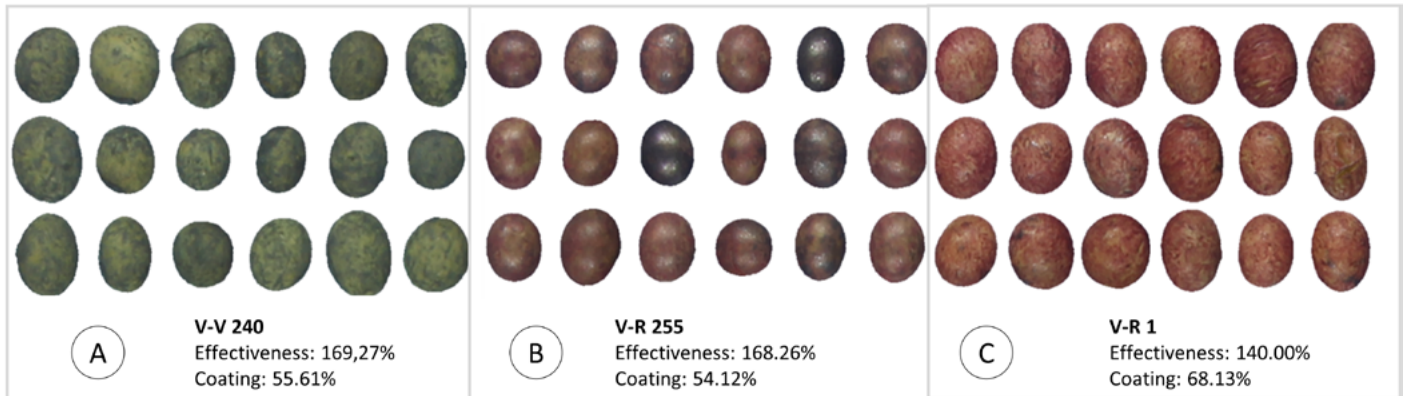 A
V-V 240
Effectiveness: 169,27%
Coating: 55.61%
B
V-R 255
Effectiveness: 168.26%
Coating: 54.12%
C
V-R 1
Effectiveness: 140.00%
Coating: 68.13%